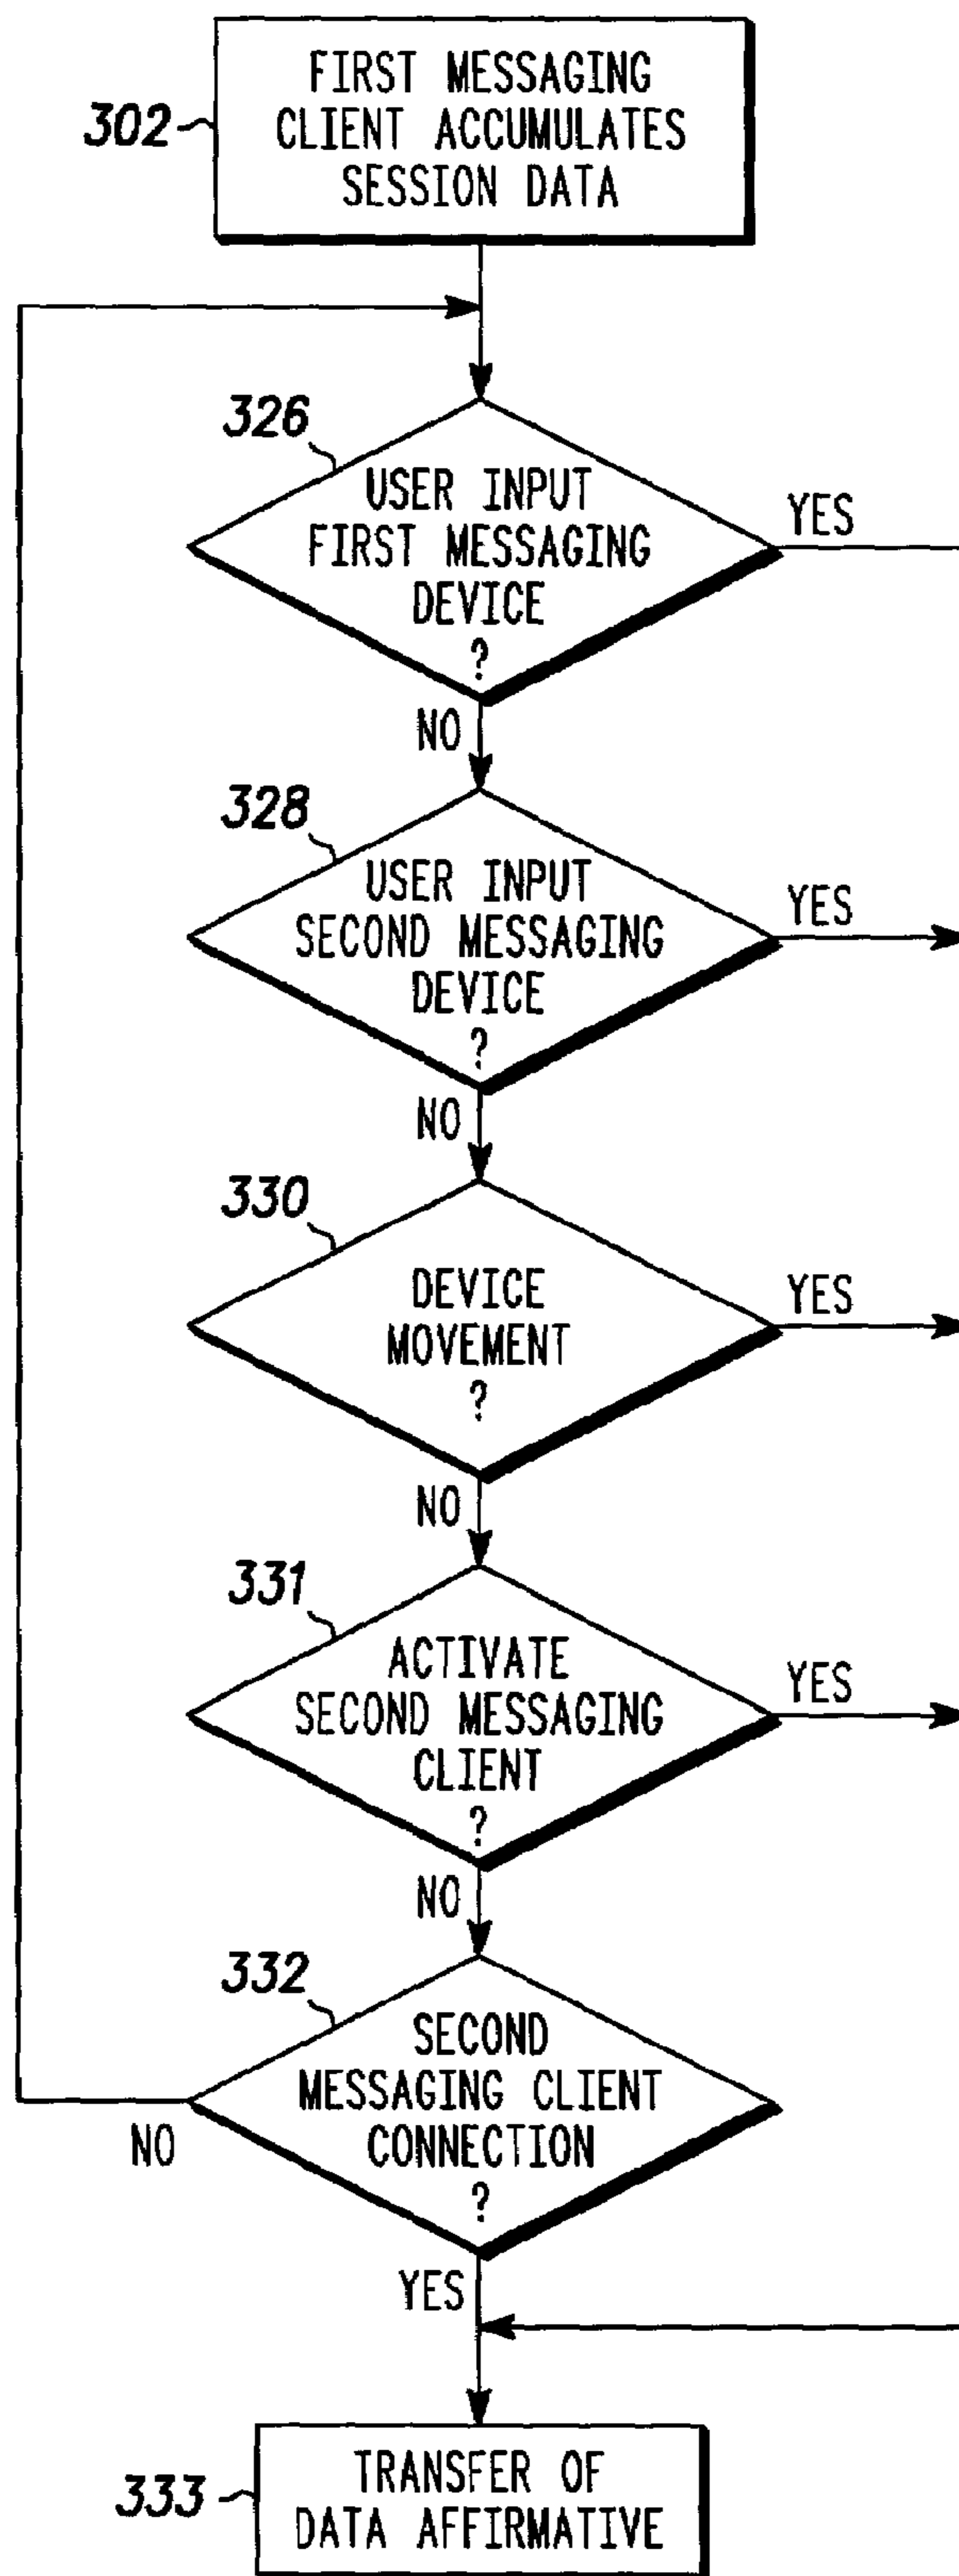 FIRST MESSAGING
302 CLIENT ACCUMULATES
SESSION DATA
326
USER INPUT
FIRST MESSAGING
DEVICE
?
YES
NO
328
USER INPUT
SECOND MESSAGING
DEVICE
?
YES
NO
330
DEVICE
MOVEMENT
?
YES
NO
331
ACTIVATE
SECOND MESSAGING
CLIENT
?
YES
NO
332
SECOND
MESSAGING CLIENT
CONNECTION
?
NO
YES
TRANSFER OF
333 DATA AFFIRMATIVE